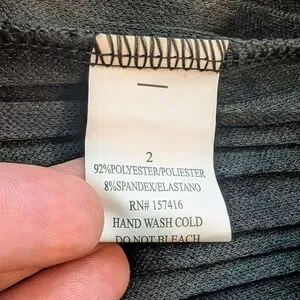 2
92%POLYESTER/POLIESTER
8%SPANDEX/ELASTANO
RN# 157416
HAND WASH COLD
DO NOT BLEACH